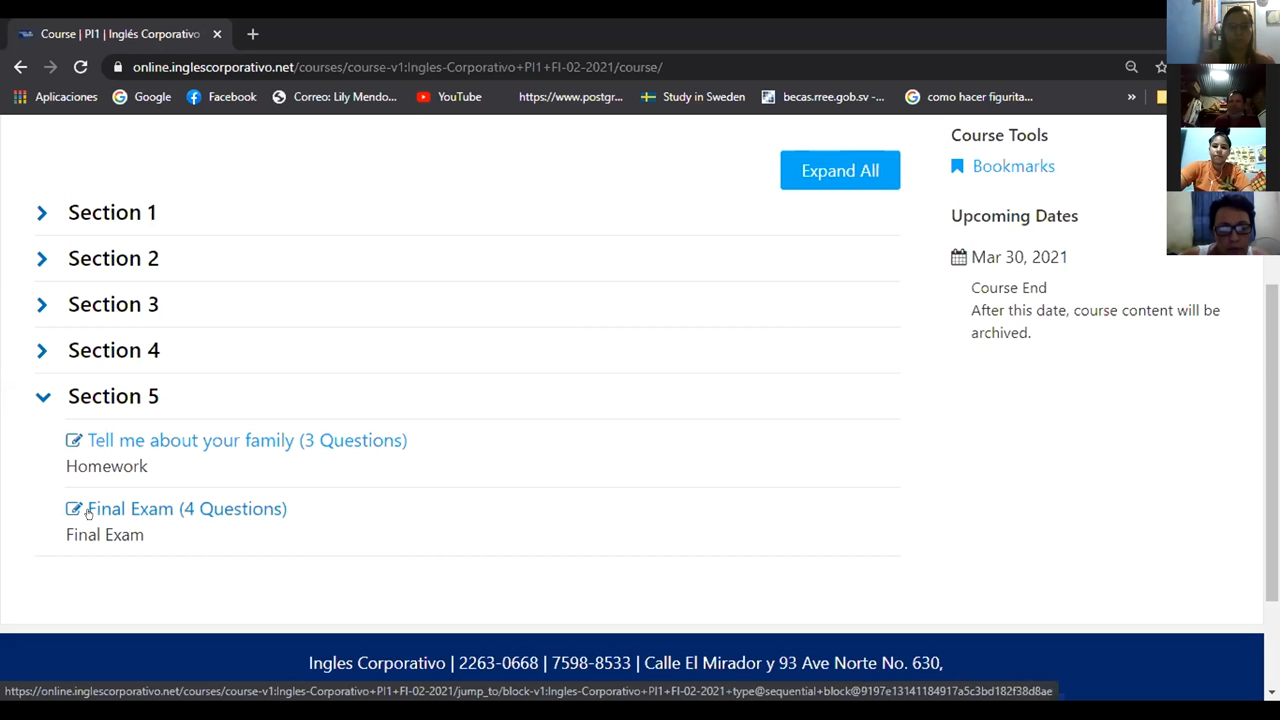 Course | PI1 | Inglés Corporativo
online.inglescorporativo.net/courses/course-v1:Ingles-Corporativo+PI1+FI-02-2021/course/
Aplicaciones Google Facebook Correo: Lily Mendo... YouTube https://www.postgr... Study in Sweden becas.rree.gob.sv -... como hacer figurita... »
Expand All
Section 1
Section 2
Section 3
Section 4
Section 5
Tell me about your family (3 Questions)
Homework
Final Exam (4 Questions)
Final Exam
Course Tools
Bookmarks
Upcoming Dates
Mar 30, 2021
Course End
After this date, course content will be
archived.
Ingles Corporativo | 2263-0668 | 7598-8533 | Calle El Mirador y 93 Ave Norte No. 630,
https://online.inglescorporativo.net/courses/course-v1:Ingles-Corporativo+PI1+FI-02-2021/jump_to/block-v1:Ingles-Corporativo+PI1+FI-02-2021+type@sequential+block@9197e13141184917a5c3bd182f38d8ae